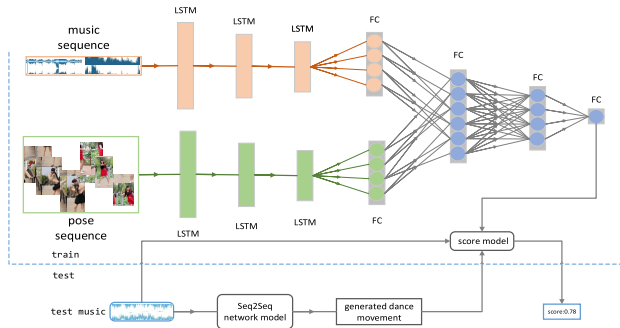 LSTM
LSTM
LSTM
FC
music
sequence
FC
FC
FC
pose
sequence
LSTM
LSTM
LSTM
FC
train
score model
test
test music
Seq2Seq
network model
generated dance
movement
score:0.78